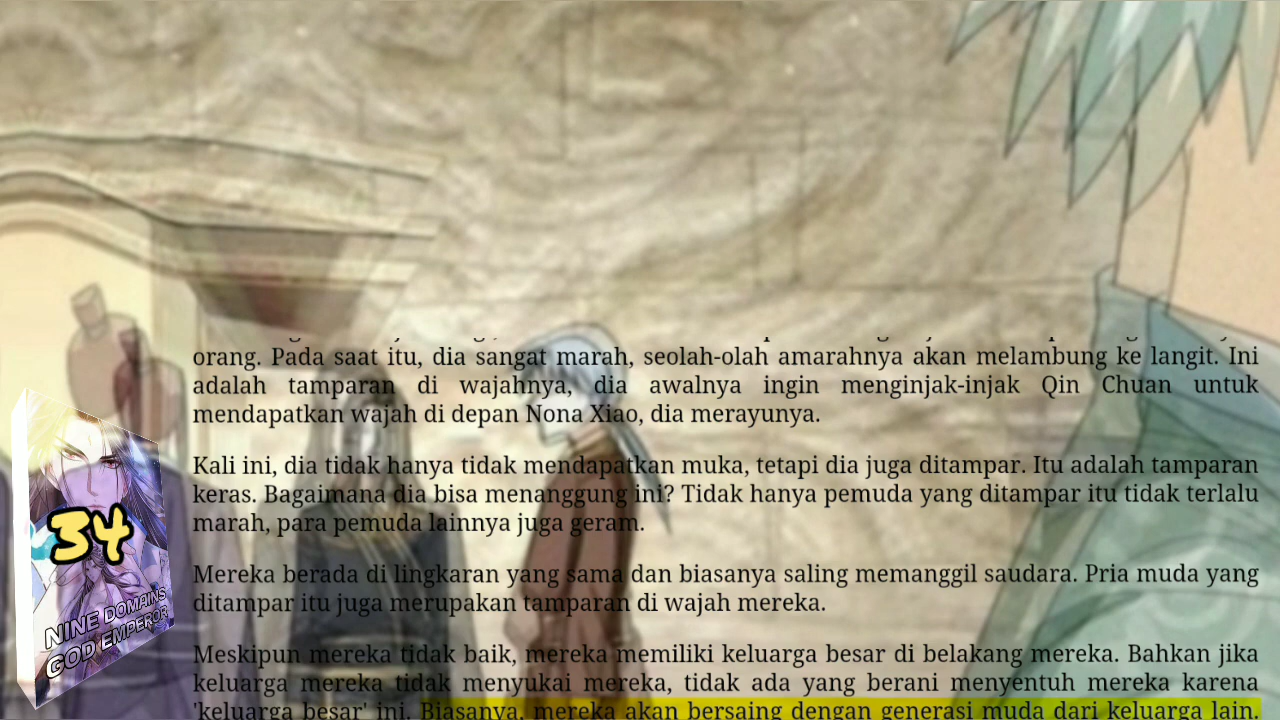 orang. Pada saat itu, dia sangat marah, seolah-olah amarahnya akan melambung ke langit. Ini
adalah tamparan di wajahnya, dia awalnya ingin menginjak-injak Qin Chuan untuk
mendapatkan wajah di depan Nona Xiao, dia merayunya.
Kali ini, dia tidak hanya tidak mendapatkan muka, tetapi dia juga ditampar. Itu adalah tamparan
keras. Bagaimana dia bisa menanggung ini? Tidak hanya pemuda yang ditampar itu tidak terlalu
marah, para pemuda lainnya juga geram.
Mereka berada di lingkaran yang sama dan biasanya saling memanggil saudara. Pria muda yang
ditampar itu juga merupakan tamparan di wajah mereka.
Meskipun mereka tidak baik, mereka memiliki keluarga besar di belakang mereka. Bahkan jika
keluarga mereka tidak menyukai mereka, tidak ada yang berani menyentuh mereka karena
'keluarga besar' ini. Biasanya, mereka akan bersaing dengan generasi muda dari keluarga lain.
34
NINE DOMAINS
GOD EMPEROR